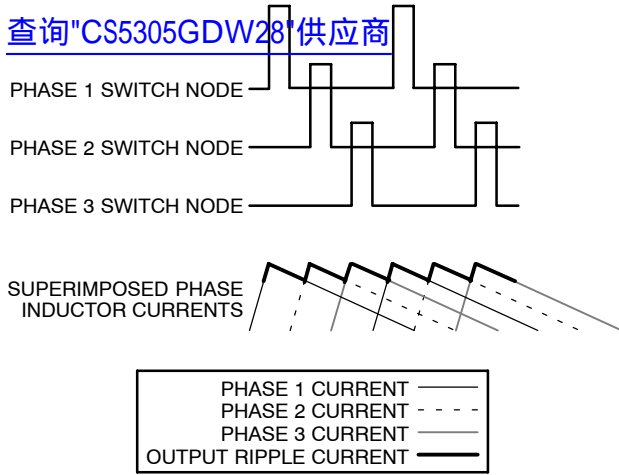 查询"CS5305GDW28"供应商
PHASE 1 SWITCH NODE
PHASE 2 SWITCH NODE
PHASE 3 SWITCH NODE
SUPERIMPOSED PHASE
INDUCTOR CURRENTS
PHASE 1 CURRENT
PHASE 2 CURRENT
PHASE 3 CURRENT
OUTPUT RIPPLE CURRENT